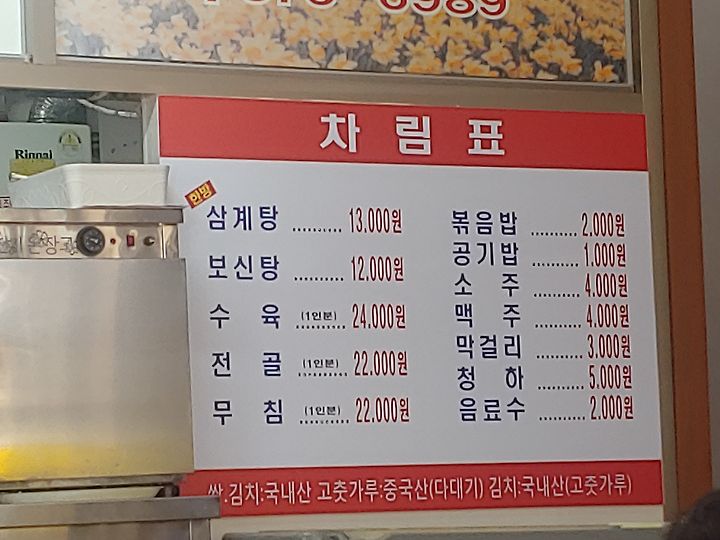 8989
차림표
Rinnai
한방
삼계탕 .......... 13,000원
보신탕 .......... 12,000원
수 육 (1인분) .......... 24,000원
전 골 (1인분) .......... 22,000원
무 침 (1인분) .......... 22,000원
볶음밥 .......... 2,000원
공기밥 .......... 1,000원
소 주 .......... 4,000원
맥 주 .......... 4,000원
막걸리 .......... 3,000원
청 하 .......... 5,000원
음료수 .......... 2,000원
쌀.김치:국내산 고춧가루:중국산(다대기) 김치:국내산(고춧가루)